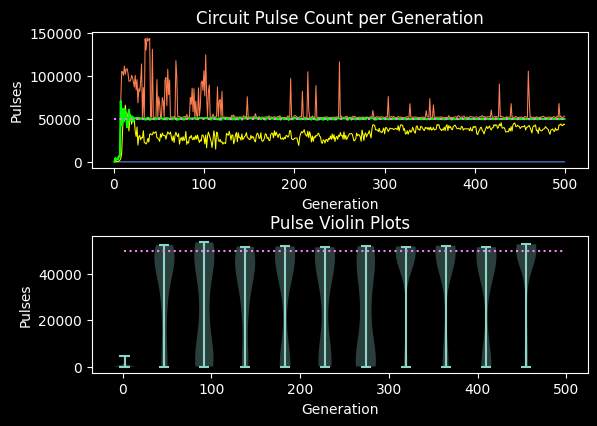 Circuit Pulse Count per Generation
150000
100000
50000
0
Pulses
0 100 200 300 400 500
Generation
Pulse Violin Plots
40000
20000
0
Pulses
0 100 200 300 400 500
Generation